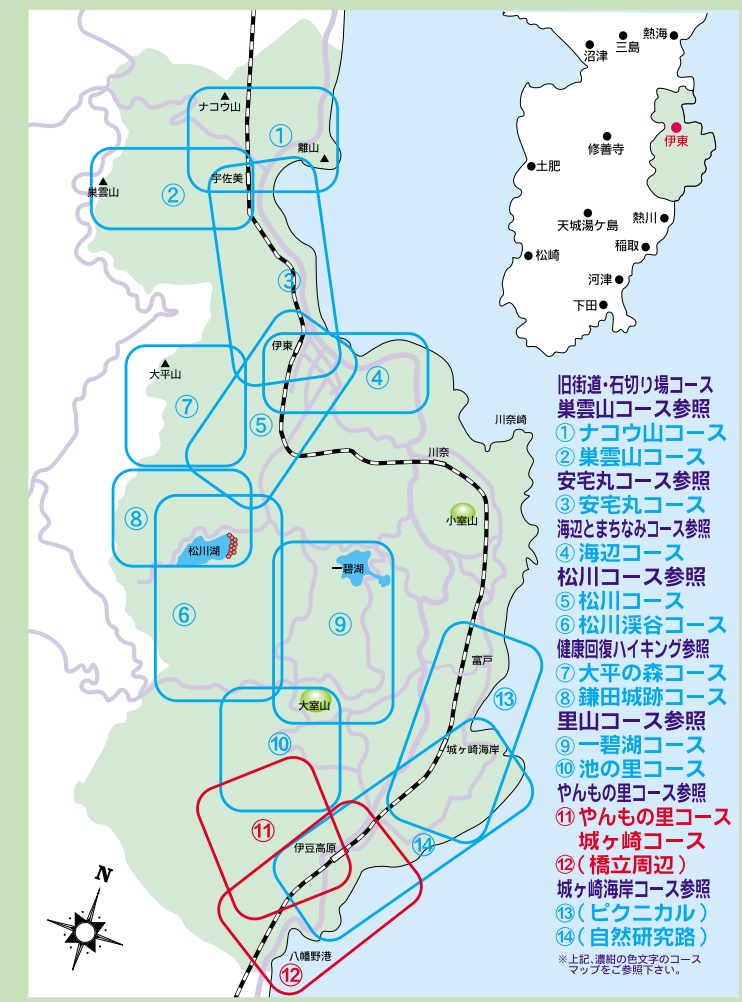 熱海
三島
沼津
伊東
修善寺
土肥
天城湯ケ島
熱川
稲取
松崎
河津
下田
ナコウ山
①
離山
巣雲山
②
宇佐美
③
伊東
④
大平山
⑦
⑤
川奈崎
川奈
⑧
小室山
松川湖
一碧湖
⑥
⑨
富戸
⑬
大室山
⑩
城ヶ崎海岸
⑪
⑭
伊豆高原
N
八幡野港
⑫
旧街道・石切り場コース
巣雲山コース参照
①ナコウ山コース
②巣雲山コース
安宅丸コース参照
③安宅丸コース
海辺とまちなみコース参照
④海辺コース
松川コース参照
⑤松川コース
⑥松川渓谷コース
健康回復ハイキング参照
⑦大平の森コース
⑧鎌田城跡コース
里山コース参照
⑨一碧湖コース
⑩池の里コース
やんもの里コース参照
⑪やんもの里コース
城ヶ崎コース
⑫(橋立周辺)
城ヶ崎海岸コース参照
⑬(ピクニカル)
⑭(自然研究路)
※上記、濃紺の色文字のコース
マップをご参照下さい。